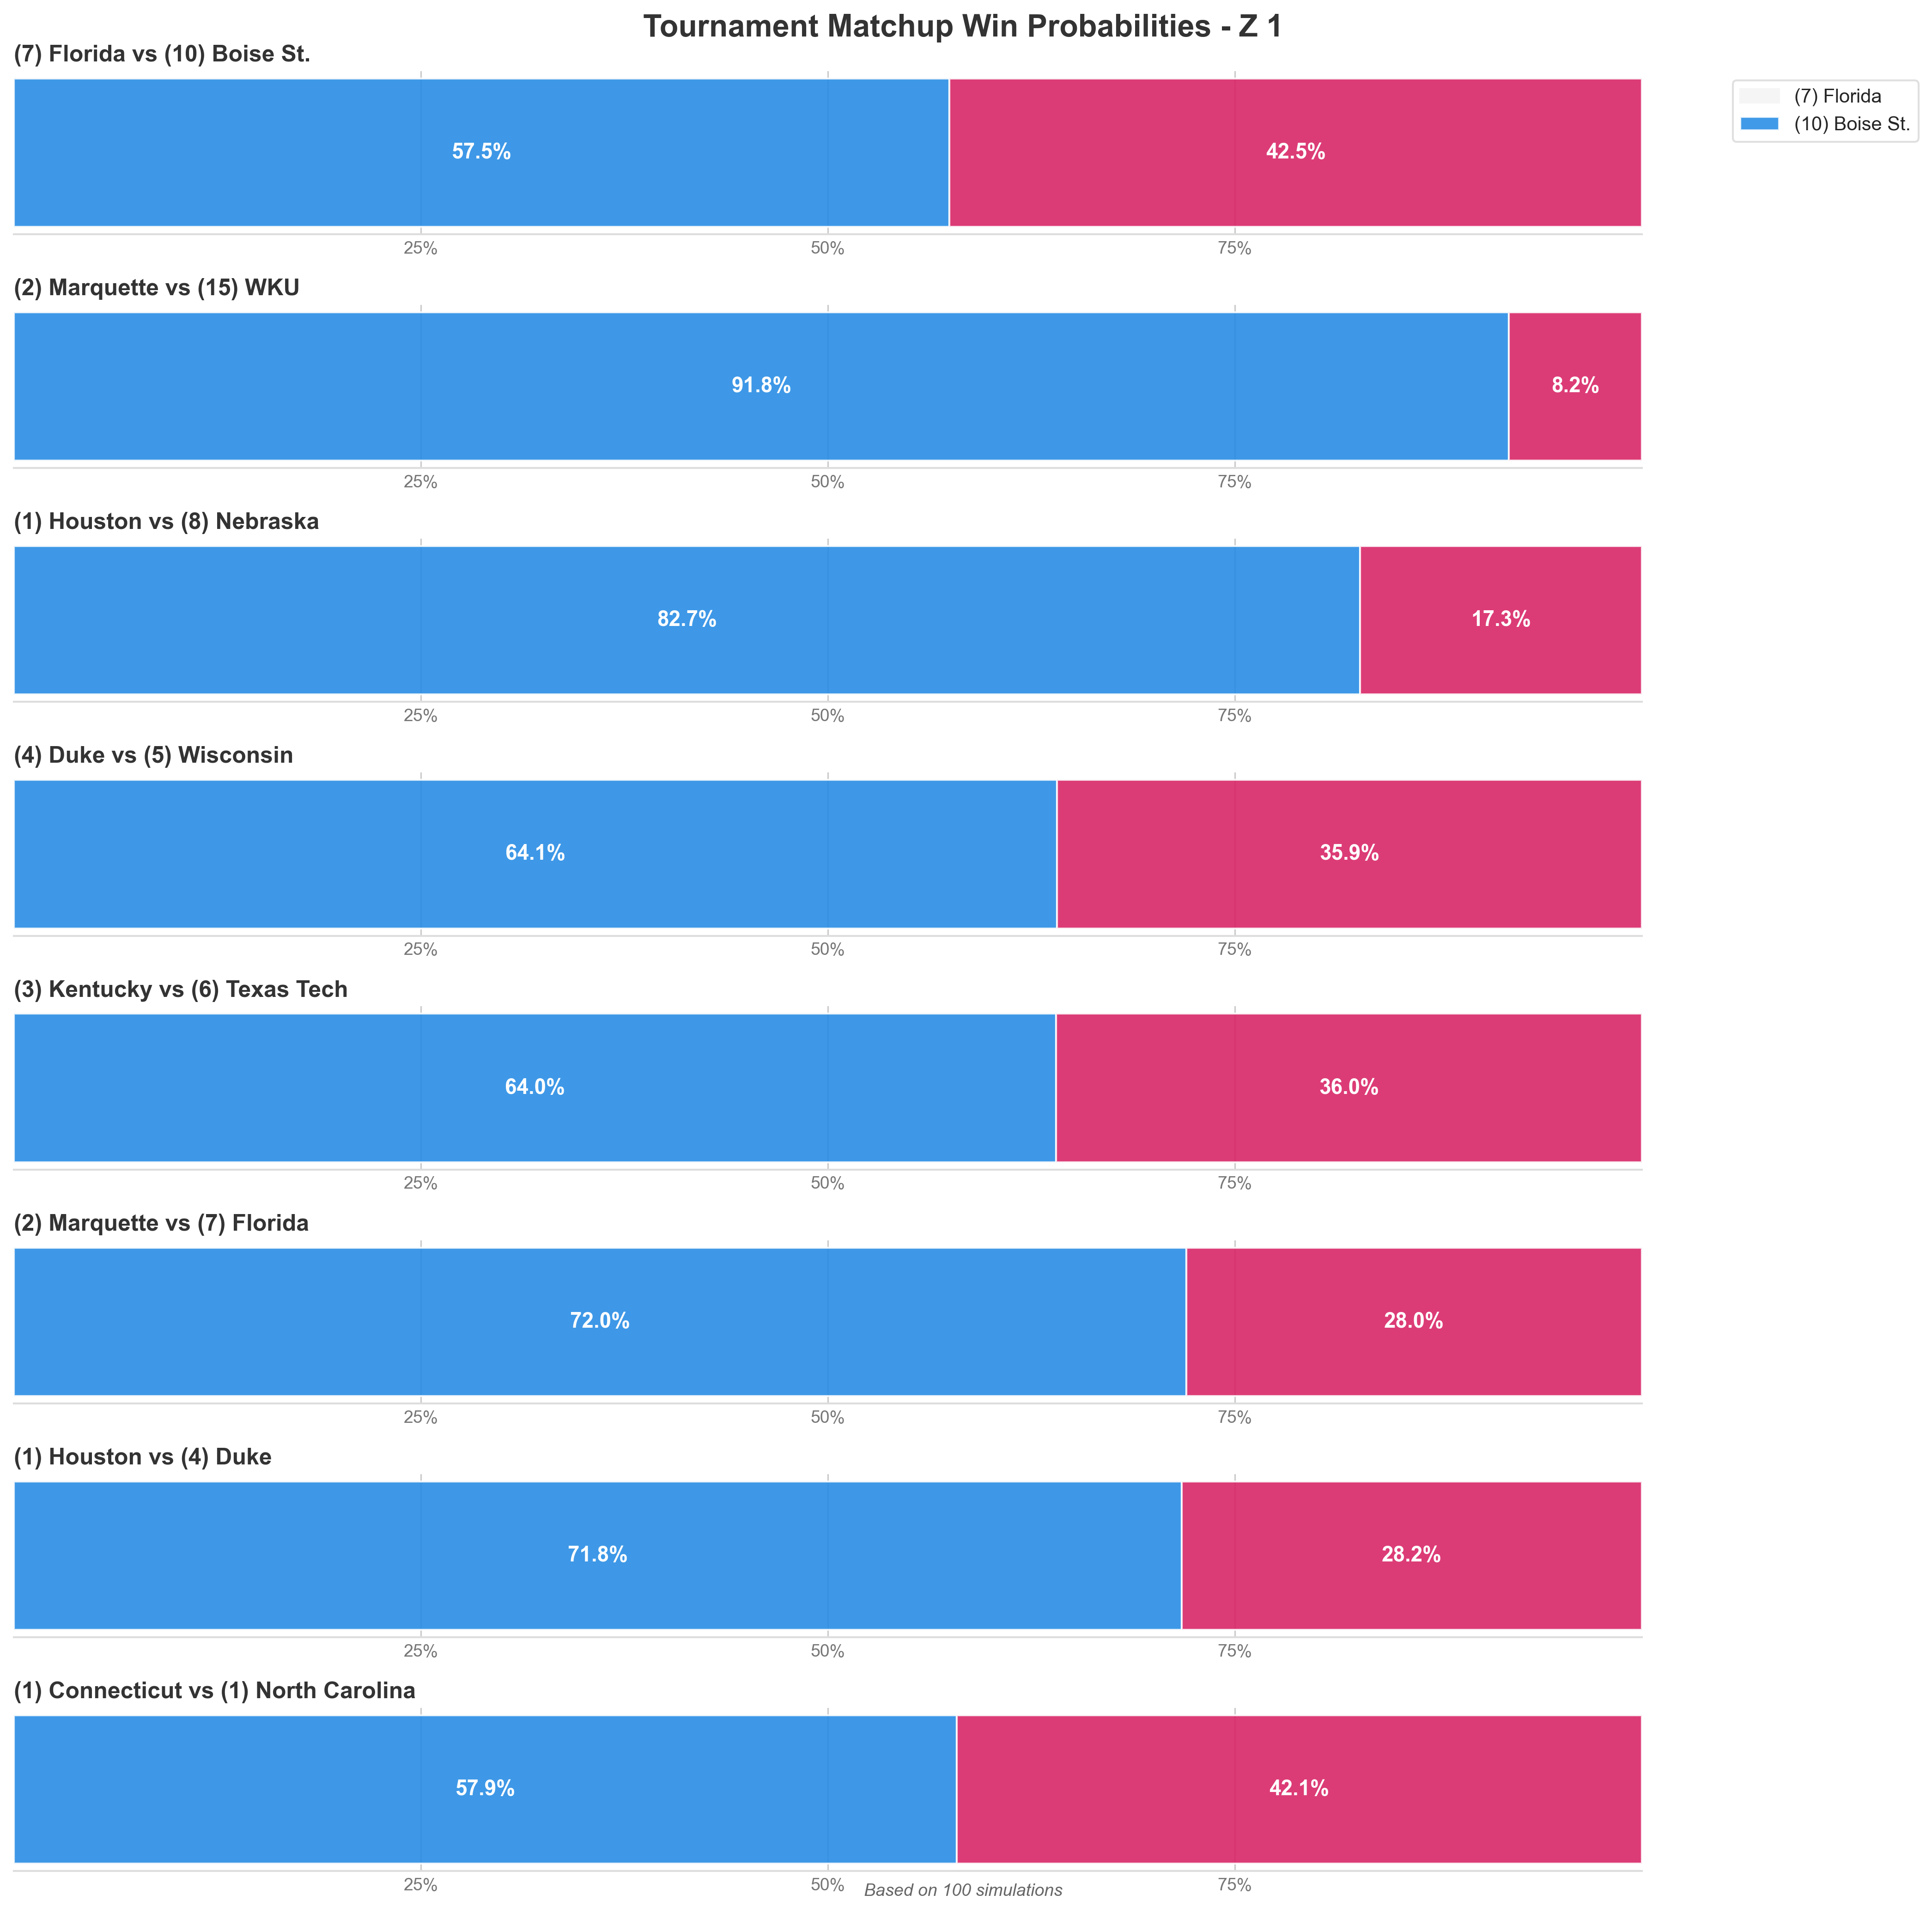 Tournament Matchup Win Probabilities - Z 1
(7) Florida vs (10) Boise St.
(7) Florida
(10) Boise St.
57.5% 42.5%
25% 50% 75%
(2) Marquette vs (15) WKU
91.8% 8.2%
25% 50% 75%
(1) Houston vs (8) Nebraska
82.7% 17.3%
25% 50% 75%
(4) Duke vs (5) Wisconsin
64.1% 35.9%
25% 50% 75%
(3) Kentucky vs (6) Texas Tech
64.0% 36.0%
25% 50% 75%
(2) Marquette vs (7) Florida
72.0% 28.0%
25% 50% 75%
(1) Houston vs (4) Duke
71.8% 28.2%
25% 50% 75%
(1) Connecticut vs (1) North Carolina
57.9% 42.1%
25% 50% 75%
Based on 100 simulations